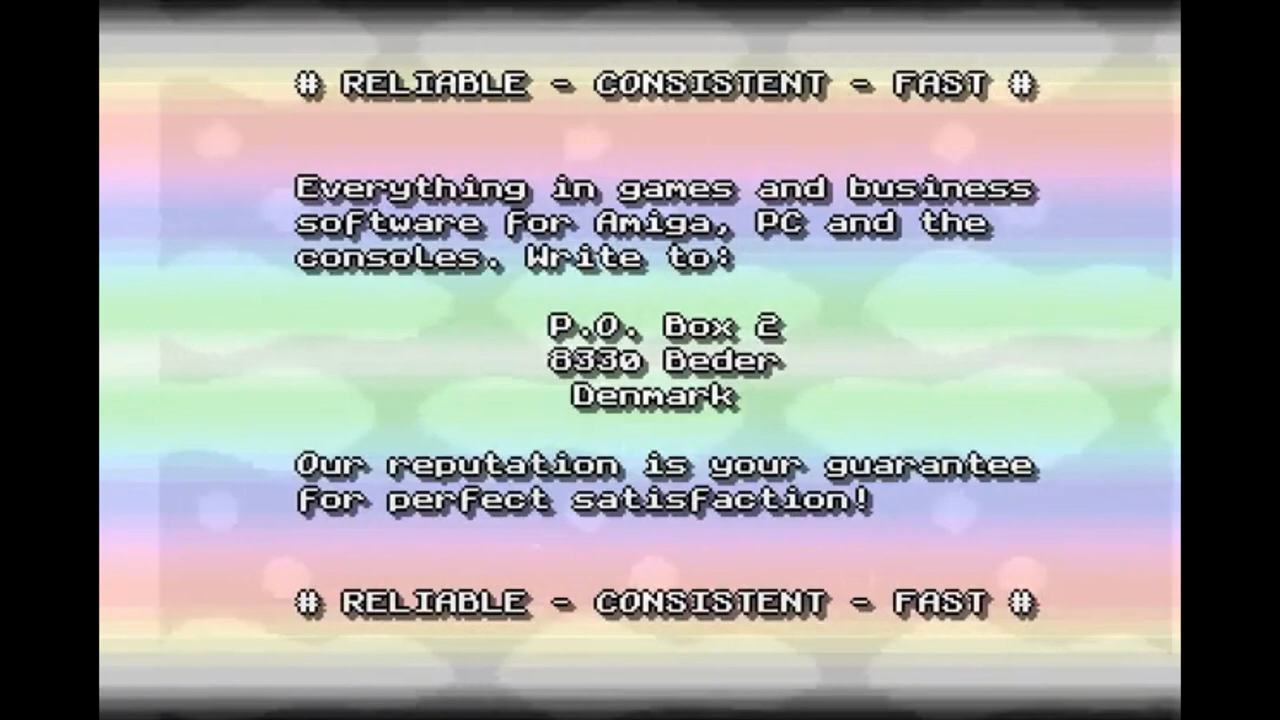 # RELIABLE - CONSISTENT - FAST #
Everything in games and business
software for Amiga, PC and the
consoles. Write to:
P.O. Box 2
8330 Beder
Denmark
Our reputation is your guarantee
for perfect satisfaction!
# RELIABLE - CONSISTENT - FAST #